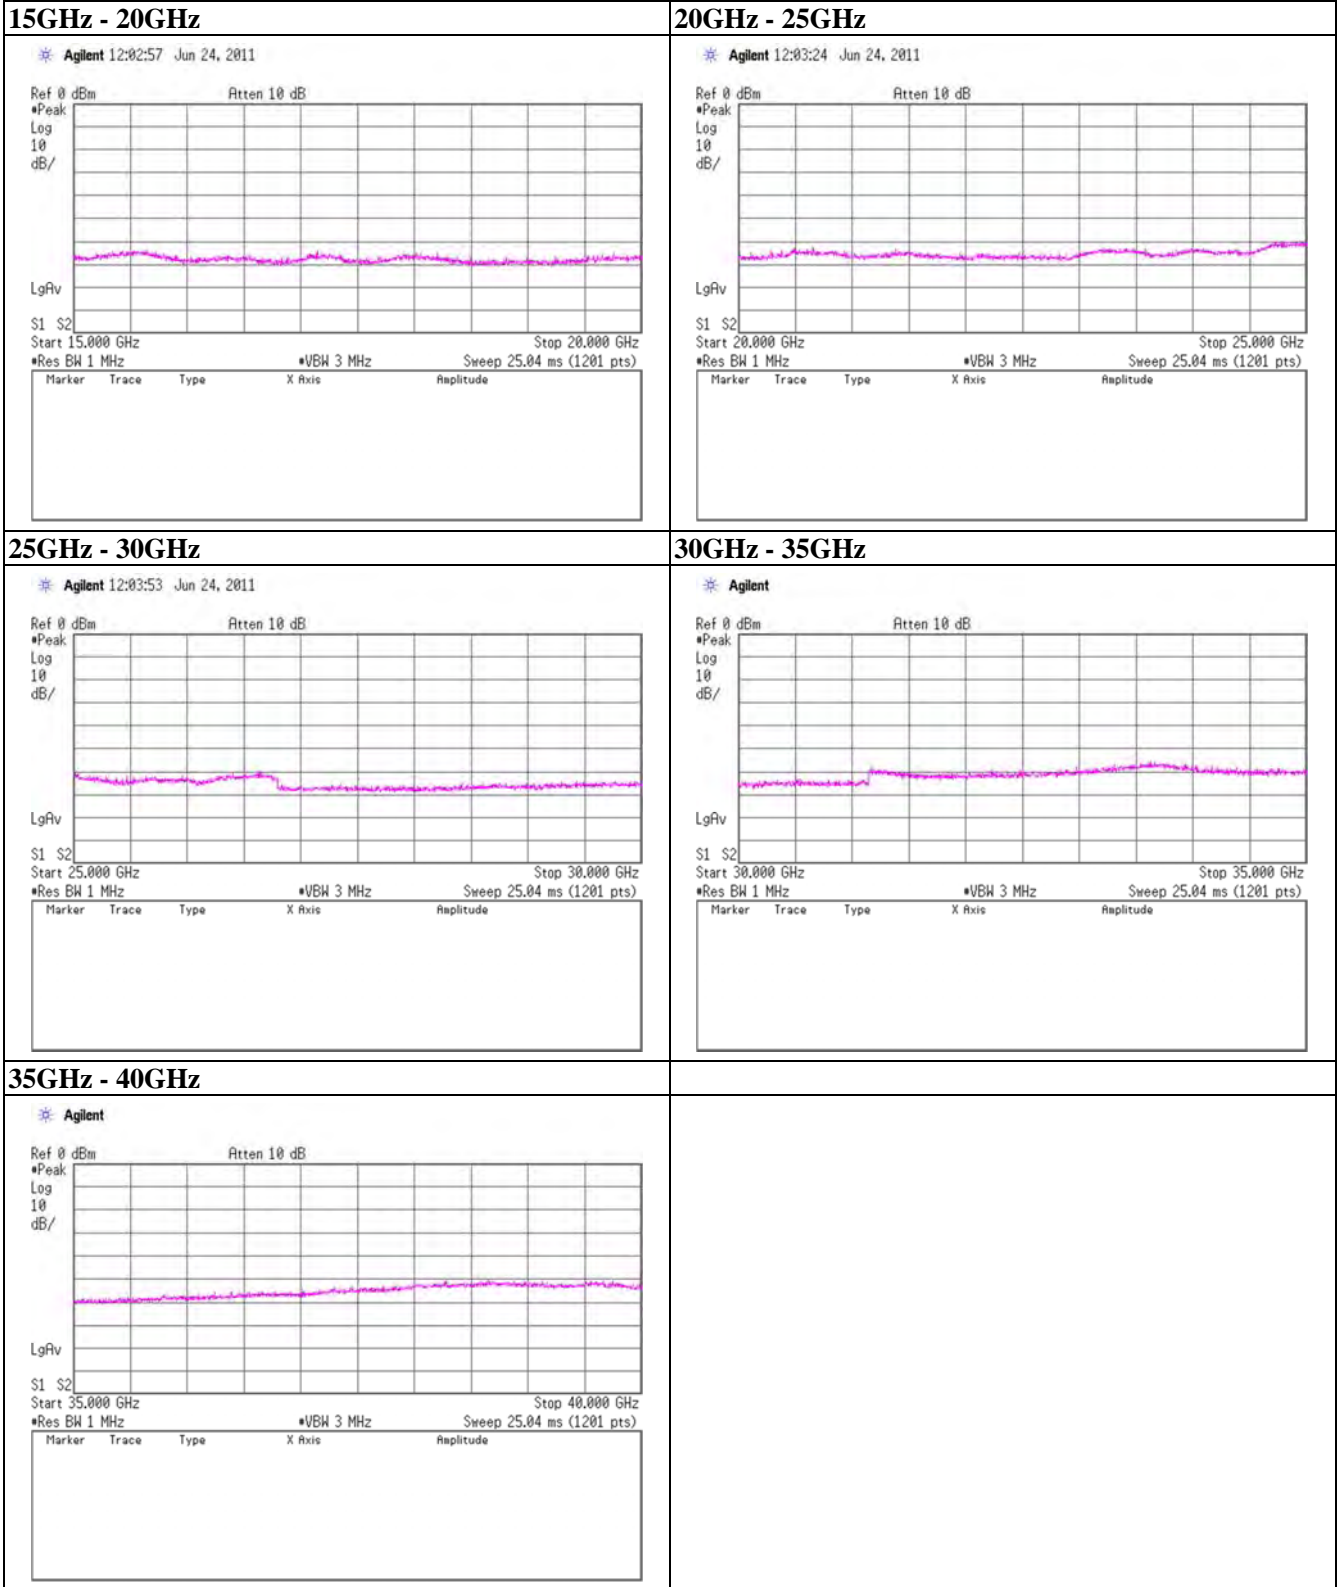 15GHz - 20GHz
Agilent 12:02:57 Jun 24, 2011
Ref 0 dBm Atten 10 dB
#Peak
Log
10
dB/
LgAv
S1 S2
Start 15.000 GHz Stop 20.000 GHz
#Res BW 1 MHz #VBW 3 MHz Sweep 25.04 ms (1201 pts)
Marker Trace Type X Axis Amplitude
20GHz - 25GHz
Agilent 12:03:24 Jun 24, 2011
Ref 0 dBm Atten 10 dB
#Peak
Log
10
dB/
LgAv
S1 S2
Start 20.000 GHz Stop 25.000 GHz
#Res BW 1 MHz #VBW 3 MHz Sweep 25.04 ms (1201 pts)
Marker Trace Type X Axis Amplitude
25GHz - 30GHz
Agilent 12:03:53 Jun 24, 2011
Ref 0 dBm Atten 10 dB
#Peak
Log
10
dB/
LgAv
S1 S2
Start 25.000 GHz Stop 30.000 GHz
#Res BW 1 MHz #VBW 3 MHz Sweep 25.04 ms (1201 pts)
Marker Trace Type X Axis Amplitude
30GHz - 35GHz
Agilent
Ref 0 dBm Atten 10 dB
#Peak
Log
10
dB/
LgAv
S1 S2
Start 30.000 GHz Stop 35.000 GHz
#Res BW 1 MHz #VBW 3 MHz Sweep 25.04 ms (1201 pts)
Marker Trace Type X Axis Amplitude
35GHz - 40GHz
Agilent
Ref 0 dBm Atten 10 dB
#Peak
Log
10
dB/
LgAv
S1 S2
Start 35.000 GHz Stop 40.000 GHz
#Res BW 1 MHz #VBW 3 MHz Sweep 25.04 ms (1201 pts)
Marker Trace Type X Axis Amplitude